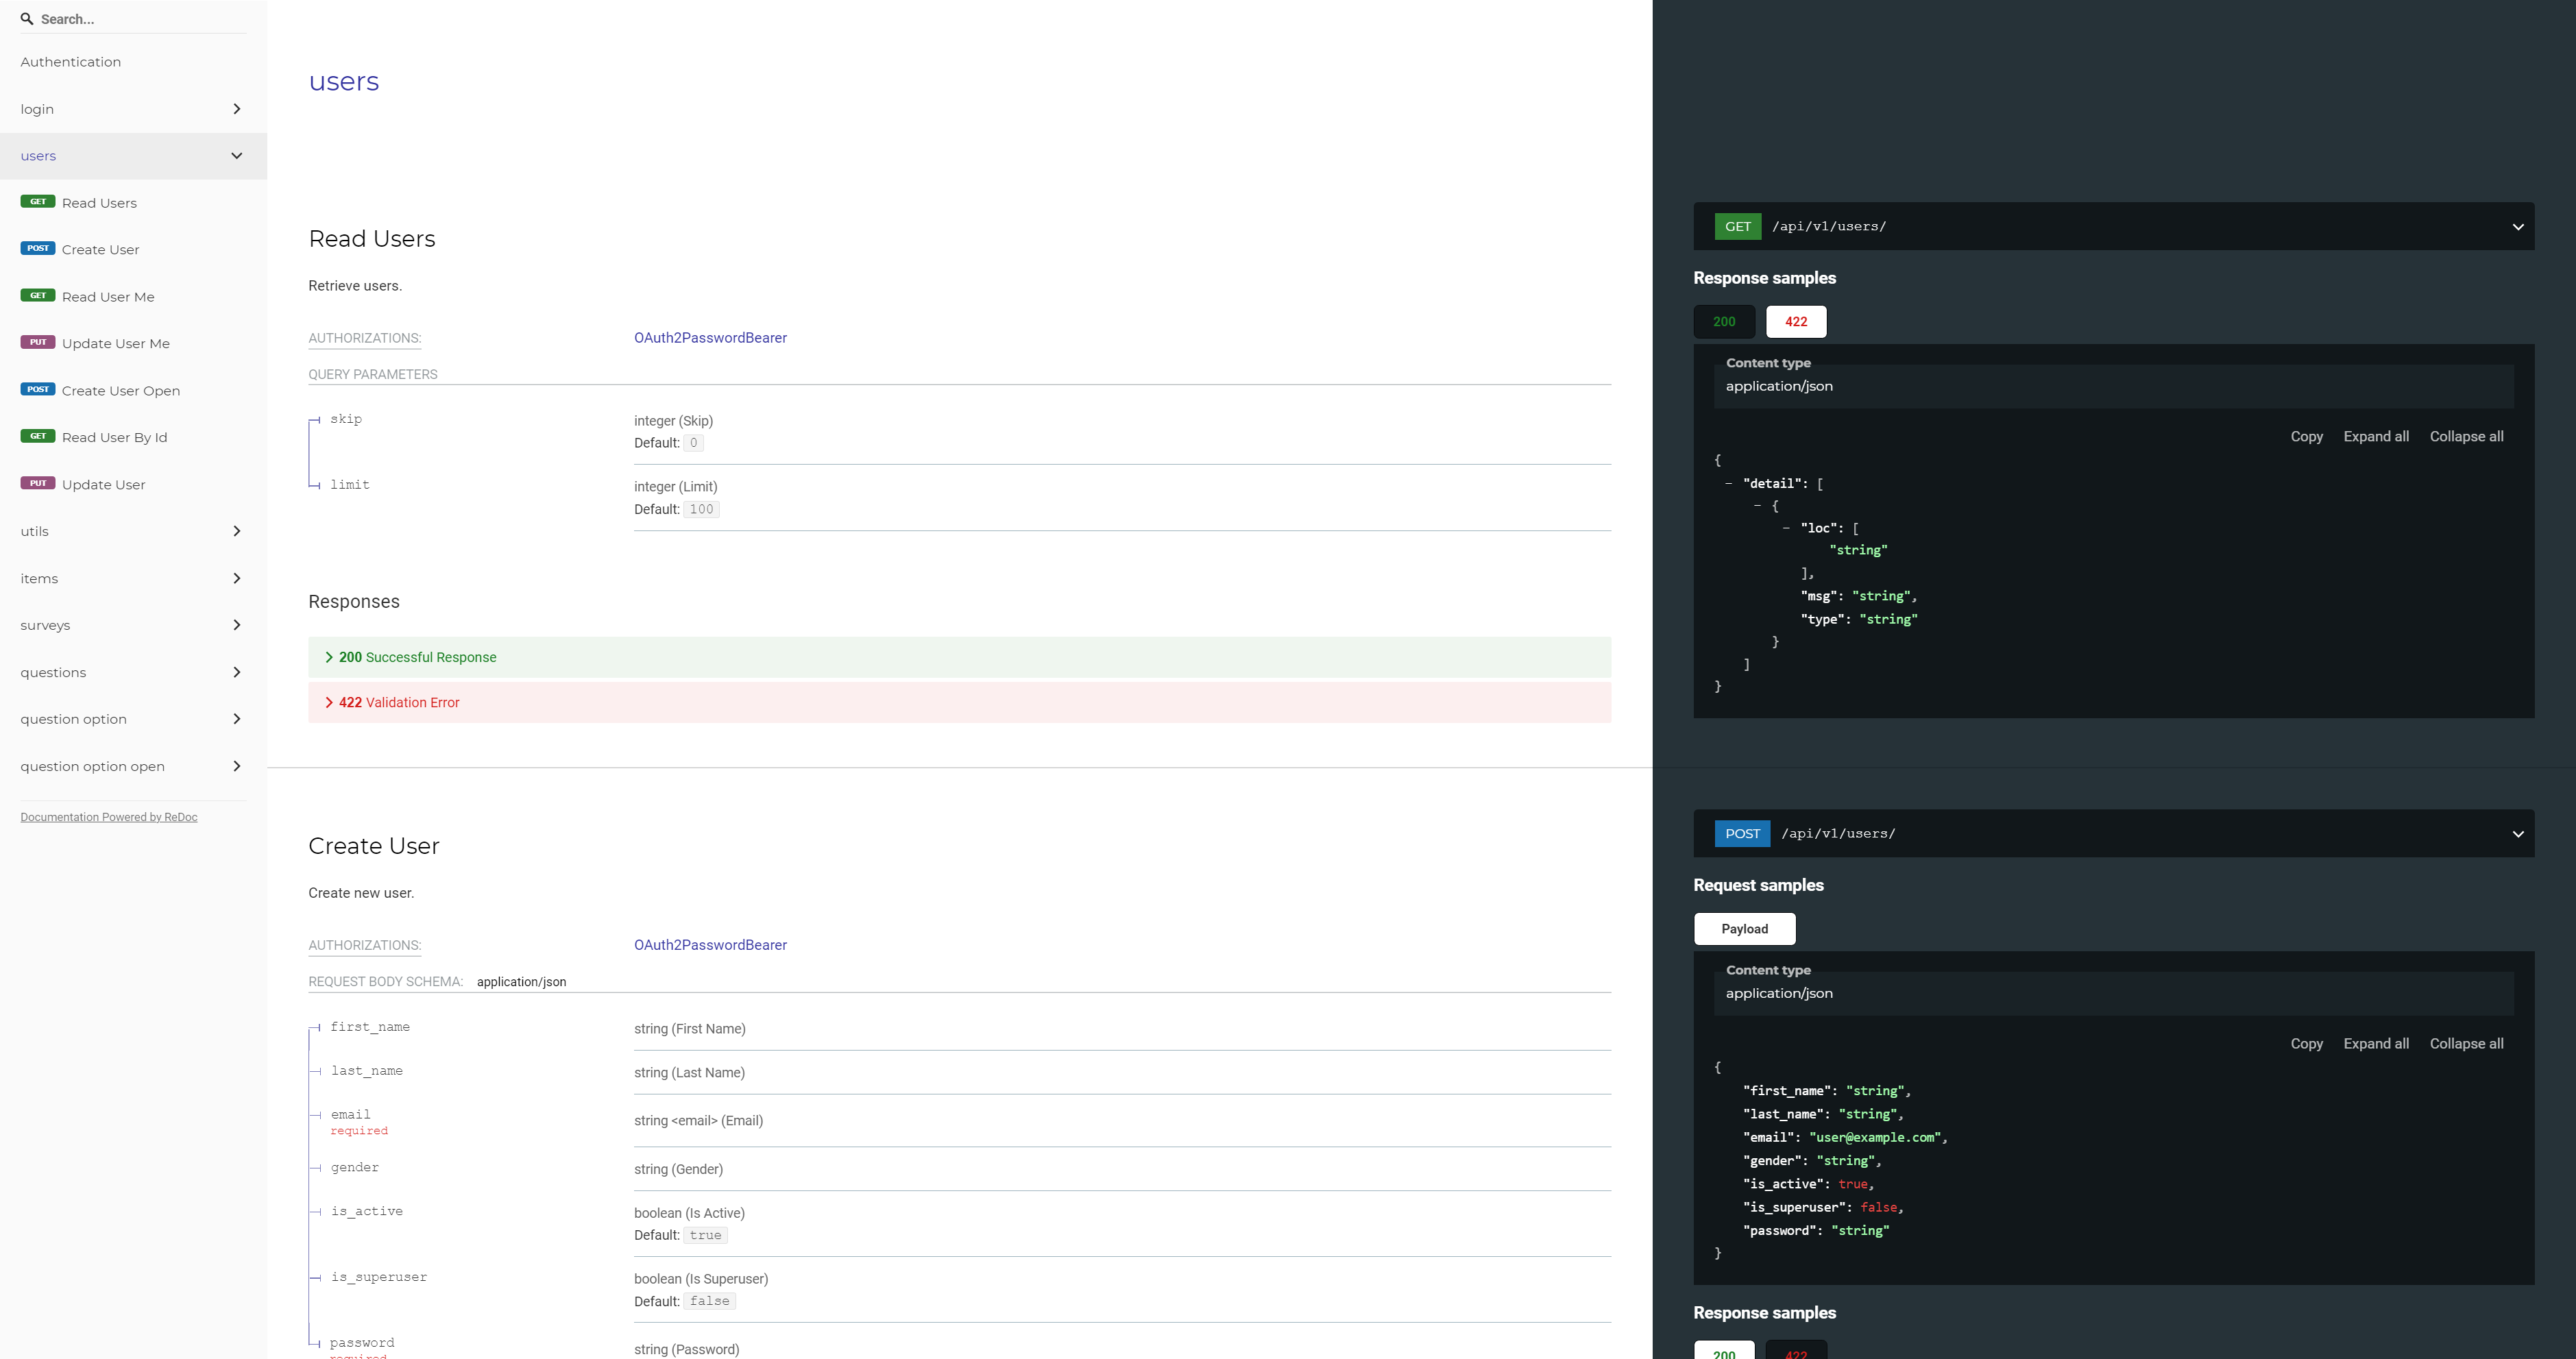 Search...
Authentication
login
users
GET Read Users
POST Create User
GET Read User Me
PUT Update User Me
POST Create User Open
GET Read User By Id
PUT Update User
utils
items
surveys
questions
question option
question option open
Documentation Powered by ReDoc
users
Read Users
Retrieve users.
AUTHORIZATIONS: OAuth2PasswordBearer
QUERY PARAMETERS
skip integer (Skip)
Default: 0
limit integer (Limit)
Default: 100
Responses
200 Successful Response
422 Validation Error
GET /api/v1/users/
Response samples
200 422
Content type
application/json
Copy Expand all Collapse all
{
- "detail": [
- {
- "loc": [
"string"
],
"msg": "string",
"type": "string"
}
]
}
Create User
Create new user.
AUTHORIZATIONS: OAuth2PasswordBearer
REQUEST BODY SCHEMA: application/json
first_name string (First Name)
last_name string (Last Name)
email string <email> (Email)
required
gender string (Gender)
is_active boolean (Is Active)
Default: true
is_superuser boolean (Is Superuser)
Default: false
password string (Password)
required
POST /api/v1/users/
Request samples
Payload
Content type
application/json
Copy Expand all Collapse all
{
"first_name": "string",
"last_name": "string",
"email": "user@example.com",
"gender": "string",
"is_active": true,
"is_superuser": false,
"password": "string"
}
Response samples
200 422